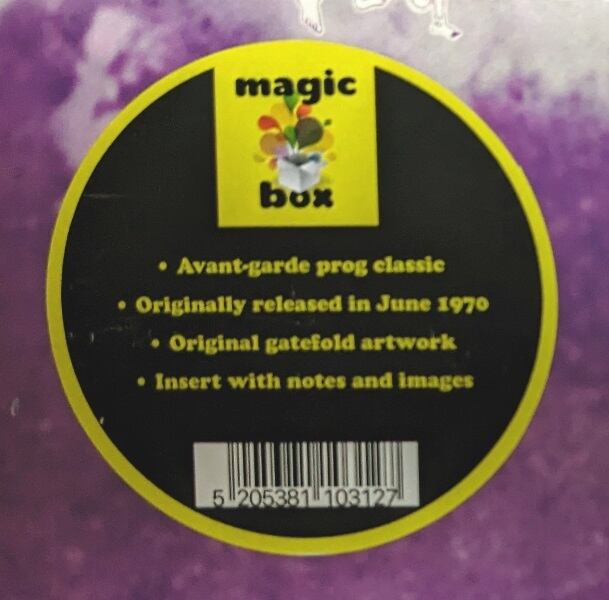 magic
box
• Avant-garde prog classic
• Originally released in June 1970
• Original gatefold artwork
• Insert with notes and images
5 205381 103127